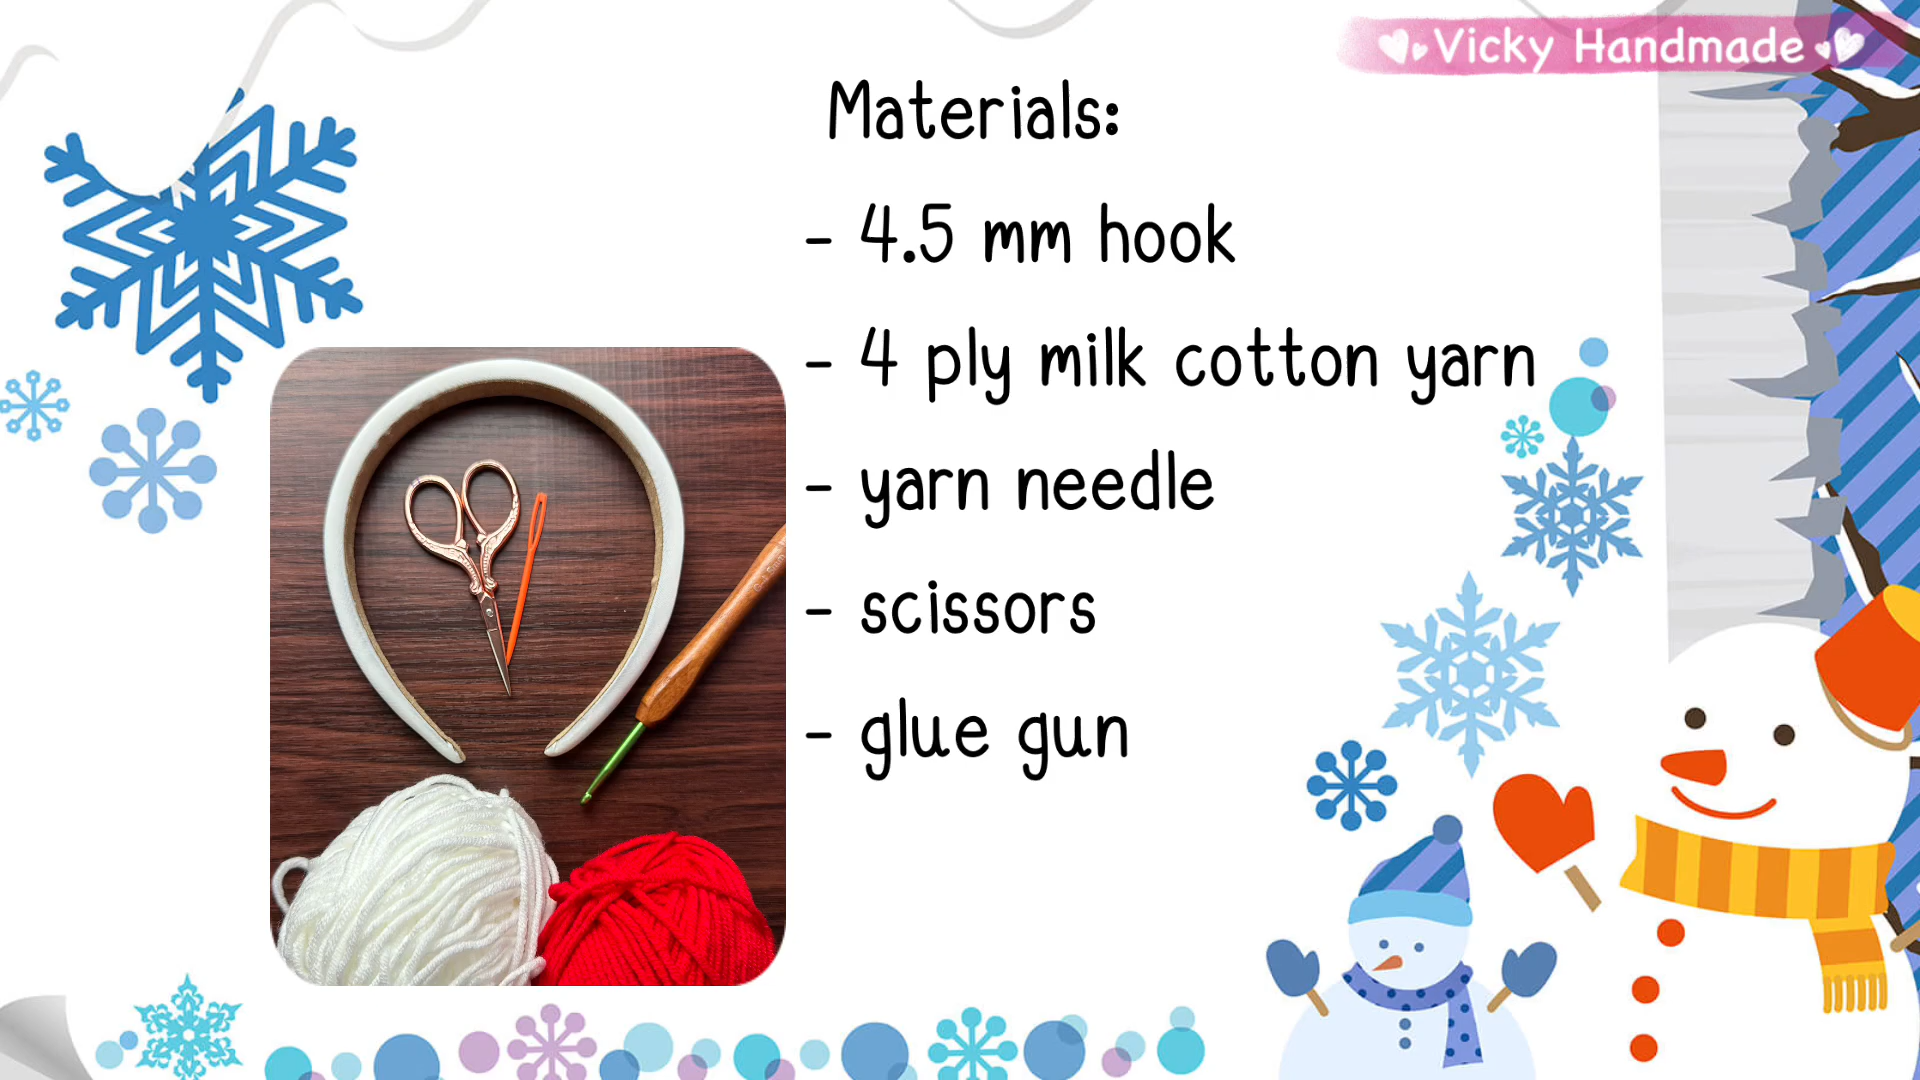 Vicky Handmade
Materials:
- 4.5 mm hook
- 4 ply milk cotton yarn
- yarn needle
- scissors
- glue gun